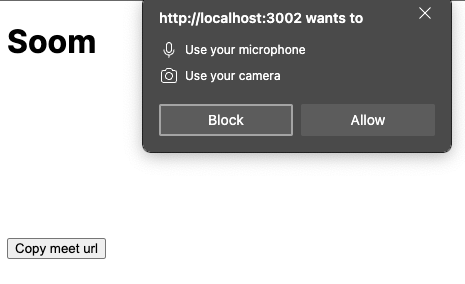 Soom
http://localhost:3002 wants to
Use your microphone
Use your camera
Block
Allow
Copy meet url